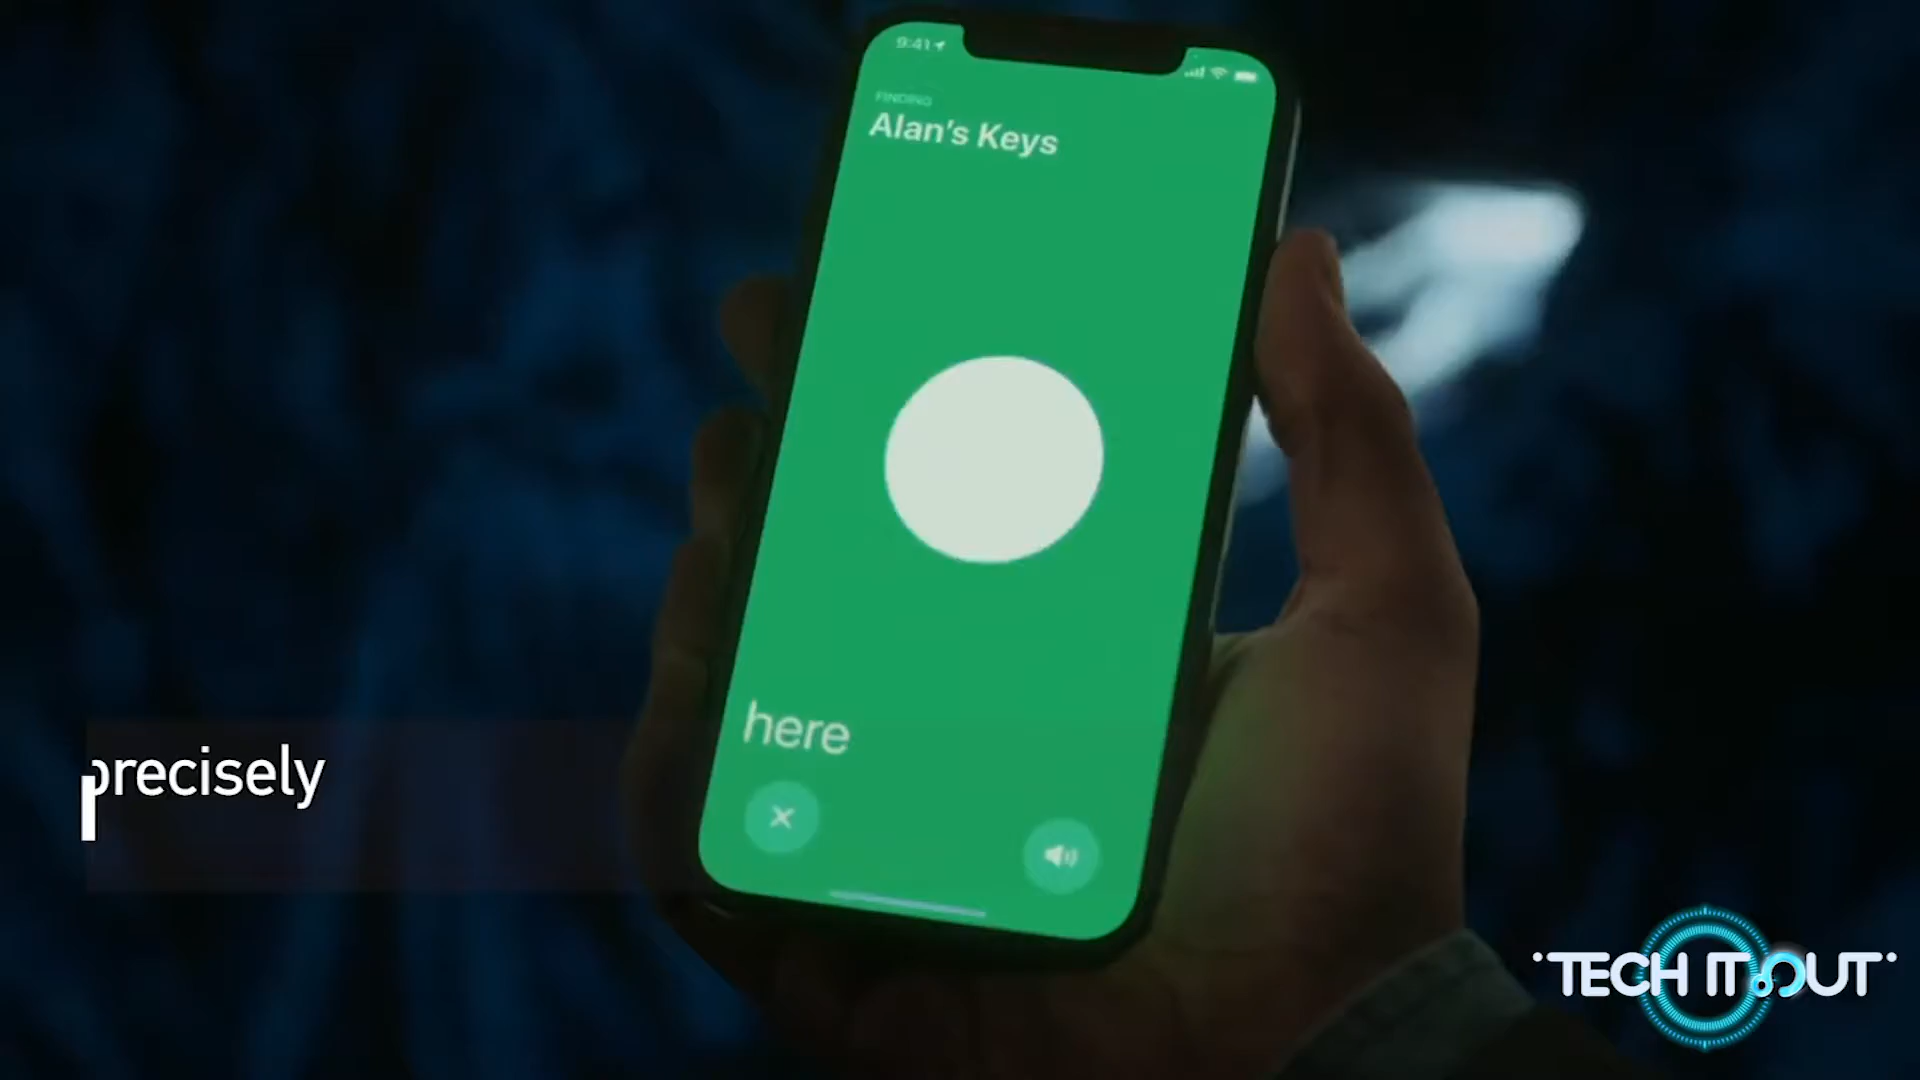 9:41
FINDING
Alan's Keys
here
precisely
TECH IT OUT